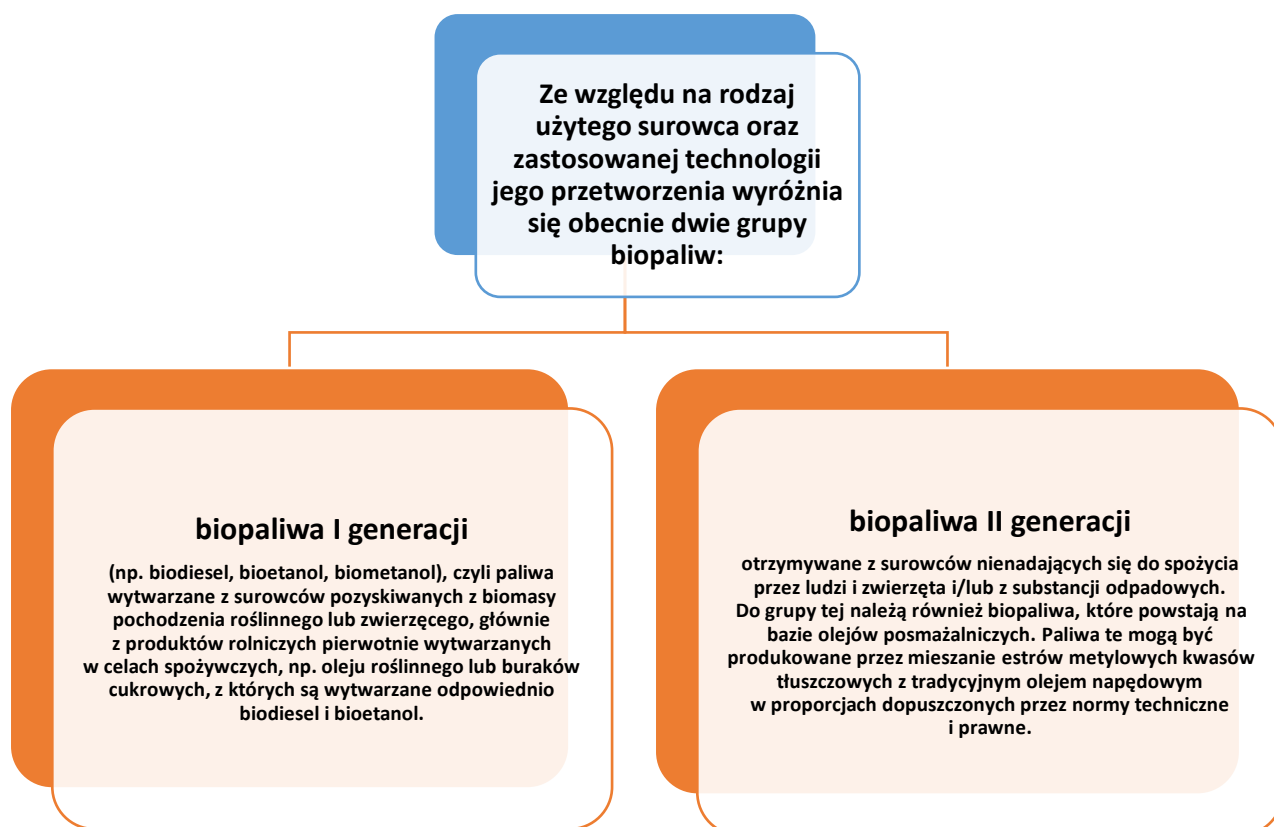 Ze względu na rodzaj
użytego surowca oraz
zastosowanej technologii
jego przetworzenia wyróżnia
się obecnie dwie grupy
biopaliw:
biopaliwa I generacji
(np. biodiesel, bioetanol, biometanol), czyli paliwa
wytwarzane z surowców pozyskiwanych z biomasy
pochodzenia roślinnego lub zwierzęcego, głównie
z produktów rolniczych pierwotnie wytwarzanych
w celach spożywczych, np. oleju roślinnego lub buraków
cukrowych, z których są wytwarzane odpowiednio
biodiesel i bioetanol.
biopaliwa II generacji
otrzymywane z surowców nienadających się do spożycia
przez ludzi i zwierzęta i/lub z substancji odpadowych.
Do grupy tej należą również biopaliwa, które powstają na
bazie olejów posmażalniczych. Paliwa te mogą być
produkowane przez mieszanie estrów metylowych kwasów
tłuszczowych z tradycyjnym olejem napędowym
w proporcjach dopuszczonych przez normy techniczne
i prawne.